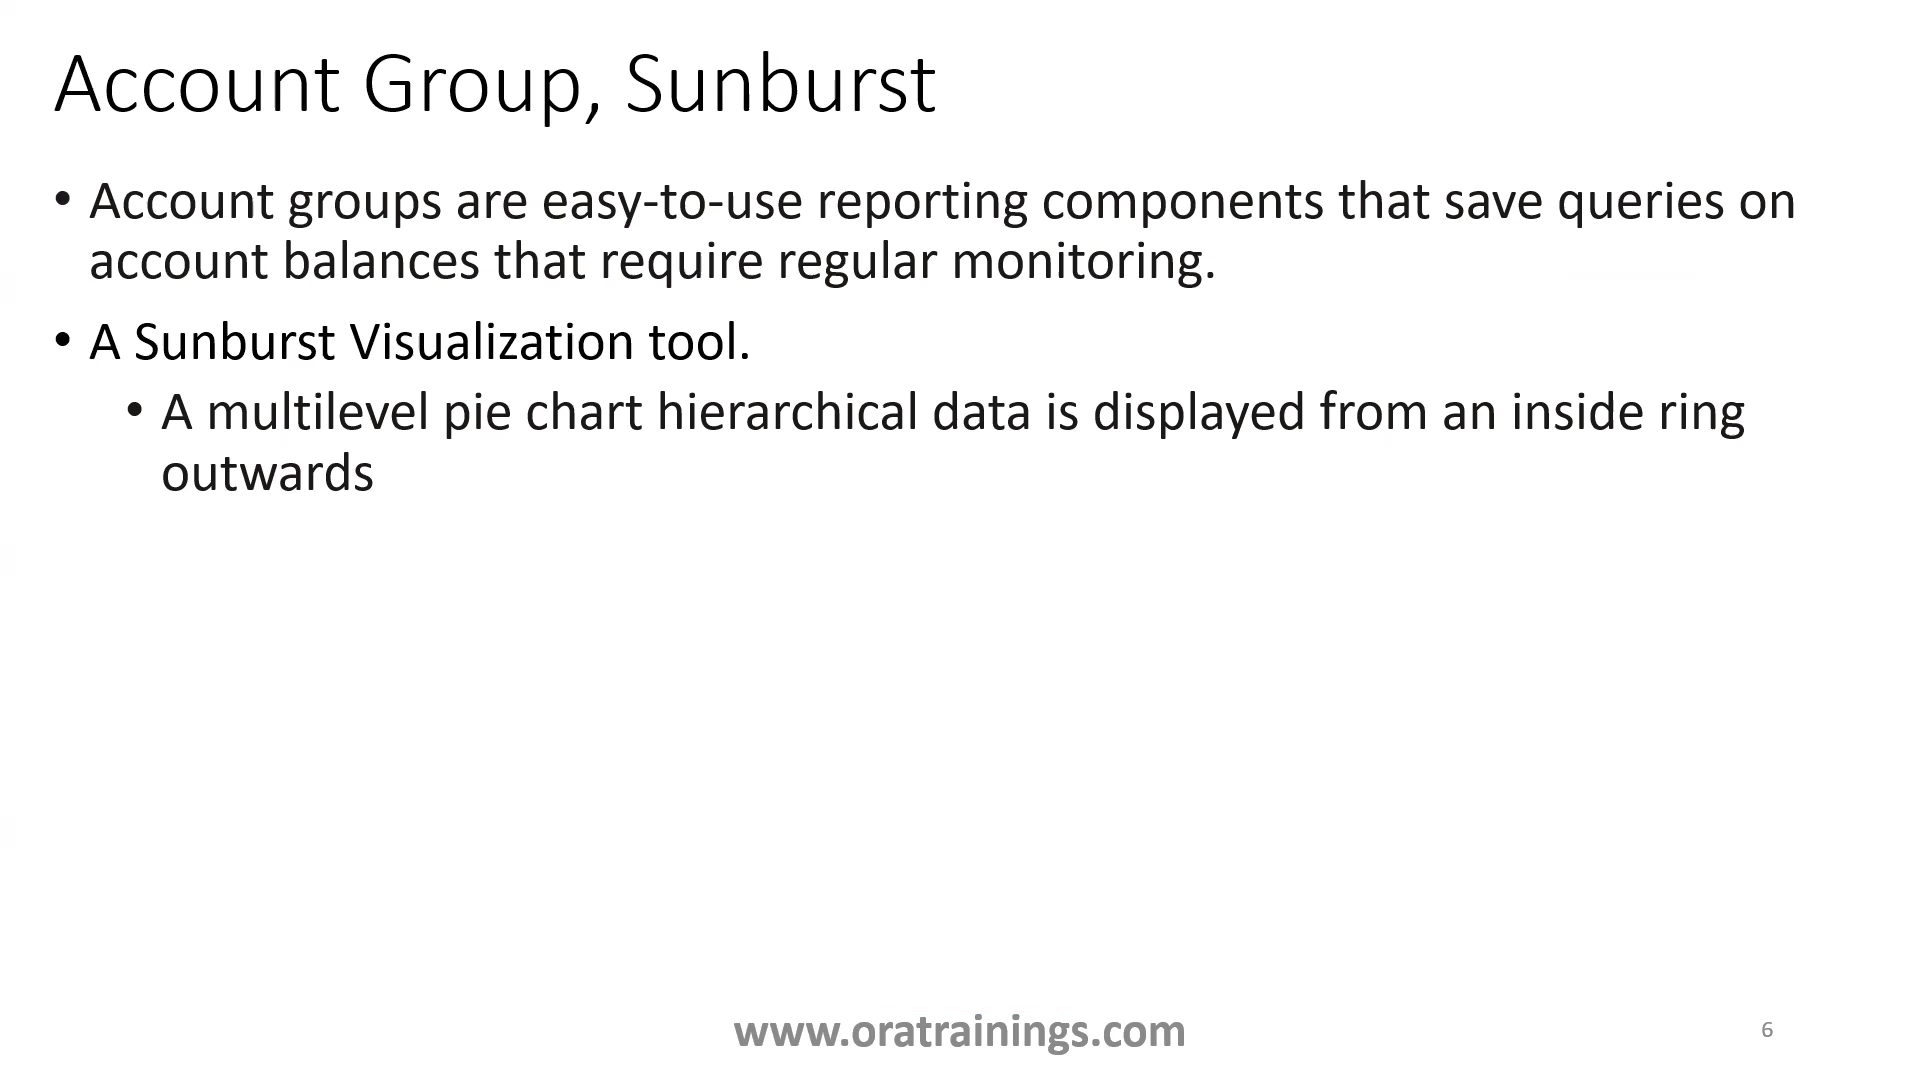 Account Group, Sunburst
• Account groups are easy-to-use reporting components that save queries on
account balances that require regular monitoring.
• A Sunburst Visualization tool.
• A multilevel pie chart hierarchical data is displayed from an inside ring
outwards
www.oratrainings.com
6